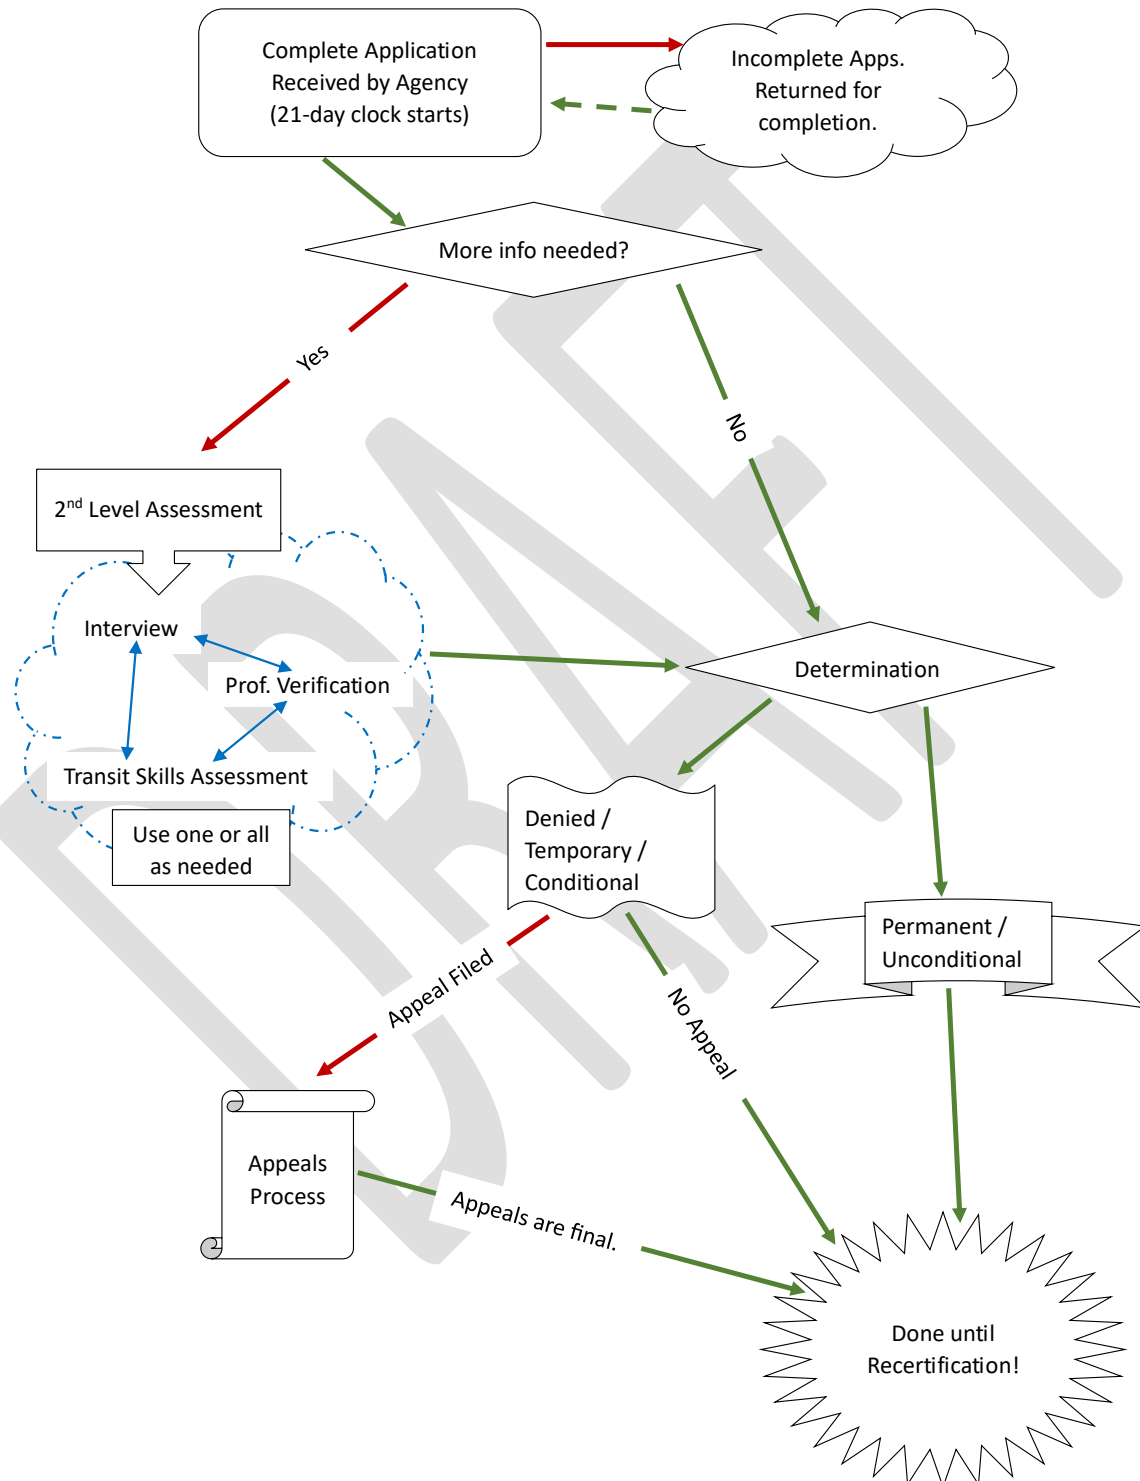 Complete Application
Received by Agency
(21-day clock starts)
Incomplete Apps.
Returned for
completion.
More info needed?
Yes
No
2nd Level Assessment
Interview
Prof. Verification
Transit Skills Assessment
Use one or all
as needed
Determination
Denied /
Temporary /
Conditional
Permanent /
Unconditional
Appeal Filed
No Appeal
Appeals
Process
Appeals are final.
Done until
Recertification!
DRAFT